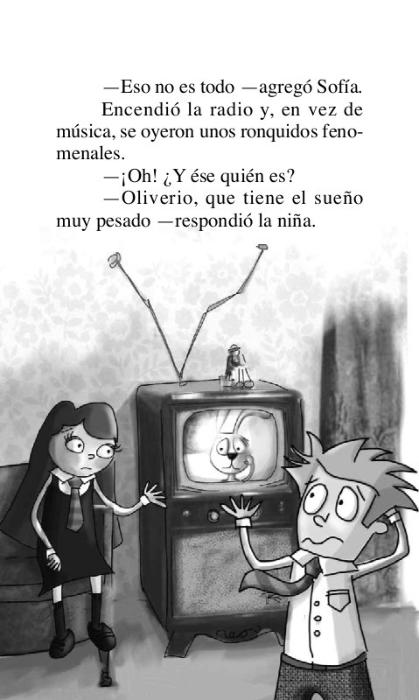 —Eso no es todo —agregó Sofía.
Encendió la radio y, en vez de
música, se oyeron unos ronquidos feno-
menales.
—¡Oh! ¿Y ése quién es?
—Oliverio, que tiene el sueño
muy pesado —respondió la niña.